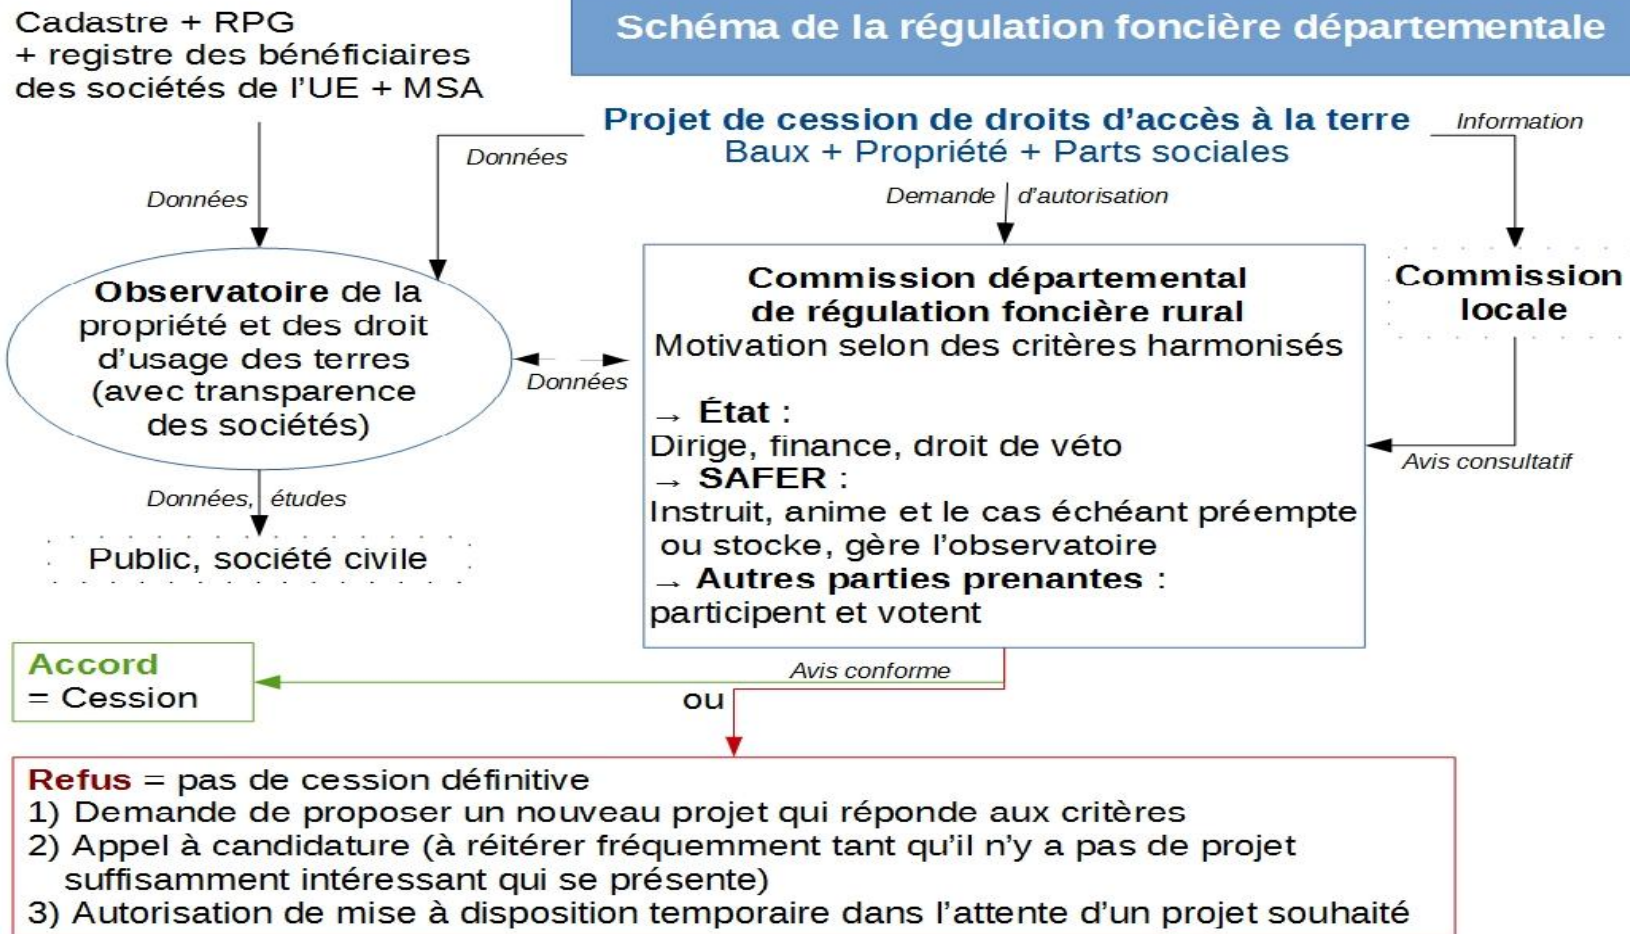 Schéma de la régulation foncière départementale
Cadastre + RPG
+ registre des bénéficiaires
des sociétés de l'UE + MSA
Projet de cession de droits d'accès à la terre
Baux + Propriété + Parts sociales
Information
Données
Données
Demande d'autorisation
Observatoire de la
propriété et des droit
d'usage des terres
(avec transparence
des sociétés)
Données
Commission départemental
de régulation foncière rural
Motivation selon des critères harmonisés
→ État :
Dirige, finance, droit de véto
→ SAFER :
Instruit, anime et le cas échéant préempte
ou stocke, gère l'observatoire
→ Autres parties prenantes :
participent et votent
Commission
locale
Avis consultatif
Données, études
Public, société civile
Avis conforme
ou
Accord
= Cession
Refus = pas de cession définitive
1) Demande de proposer un nouveau projet qui réponde aux critères
2) Appel à candidature (à réitérer fréquemment tant qu'il n'y a pas de projet
suffisamment intéressant qui se présente)
3) Autorisation de mise à disposition temporaire dans l'attente d'un projet souhaité